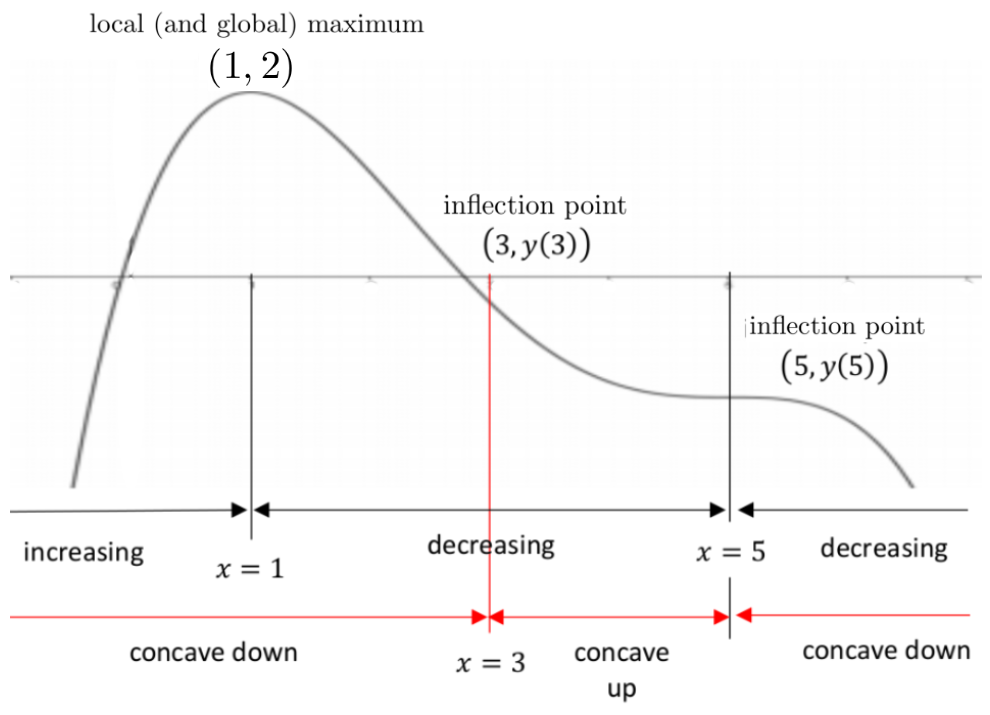 local (and global) maximum
(1, 2)
inflection point
(3, y(3))
inflection point
(5, y(5))
increasing
x = 1
decreasing
x = 5
decreasing
concave down
x = 3
concave
up
concave down